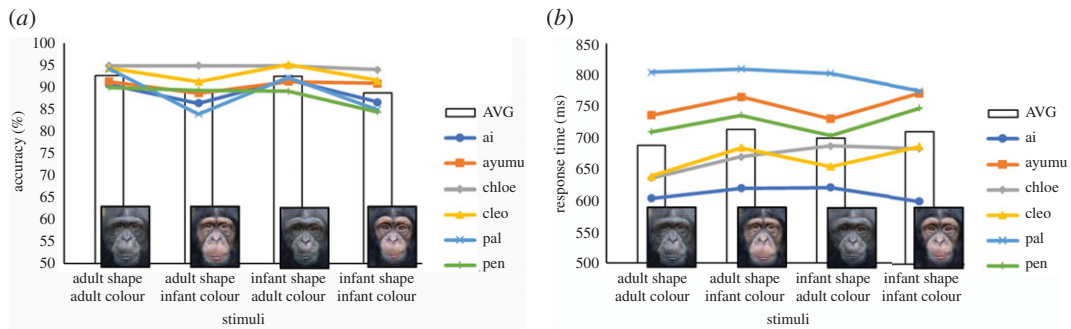 (a)
100
95
90
85
80
75
70
65
60
55
50
accuracy (%)
adult shape
adult colour
adult shape
infant colour
infant shape
adult colour
infant shape
infant colour
stimuli
AVG
ai
ayumu
chloe
cleo
pal
pen
(b)
850
800
750
700
650
600
550
500
response time (ms)
adult shape
adult colour
adult shape
infant colour
infant shape
adult colour
infant shape
infant colour
stimuli
AVG
ai
ayumu
chloe
cleo
pal
pen